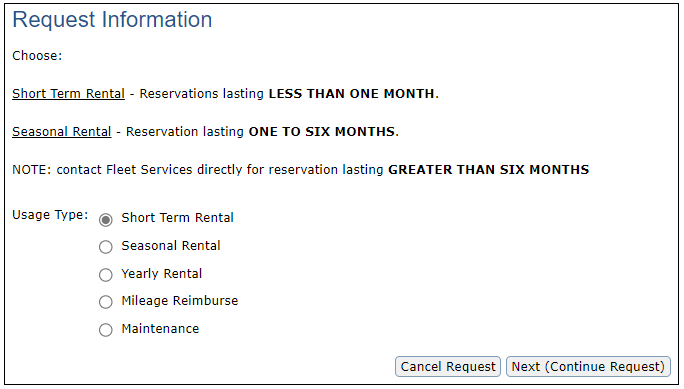 Request Information
Choose:
Short Term Rental - Reservations lasting LESS THAN ONE MONTH.
Seasonal Rental - Reservation lasting ONE TO SIX MONTHS.
NOTE: contact Fleet Services directly for reservation lasting GREATER THAN SIX MONTHS
Usage Type: Short Term Rental
Seasonal Rental
Yearly Rental
Mileage Reimburse
Maintenance
Cancel Request Next (Continue Request)